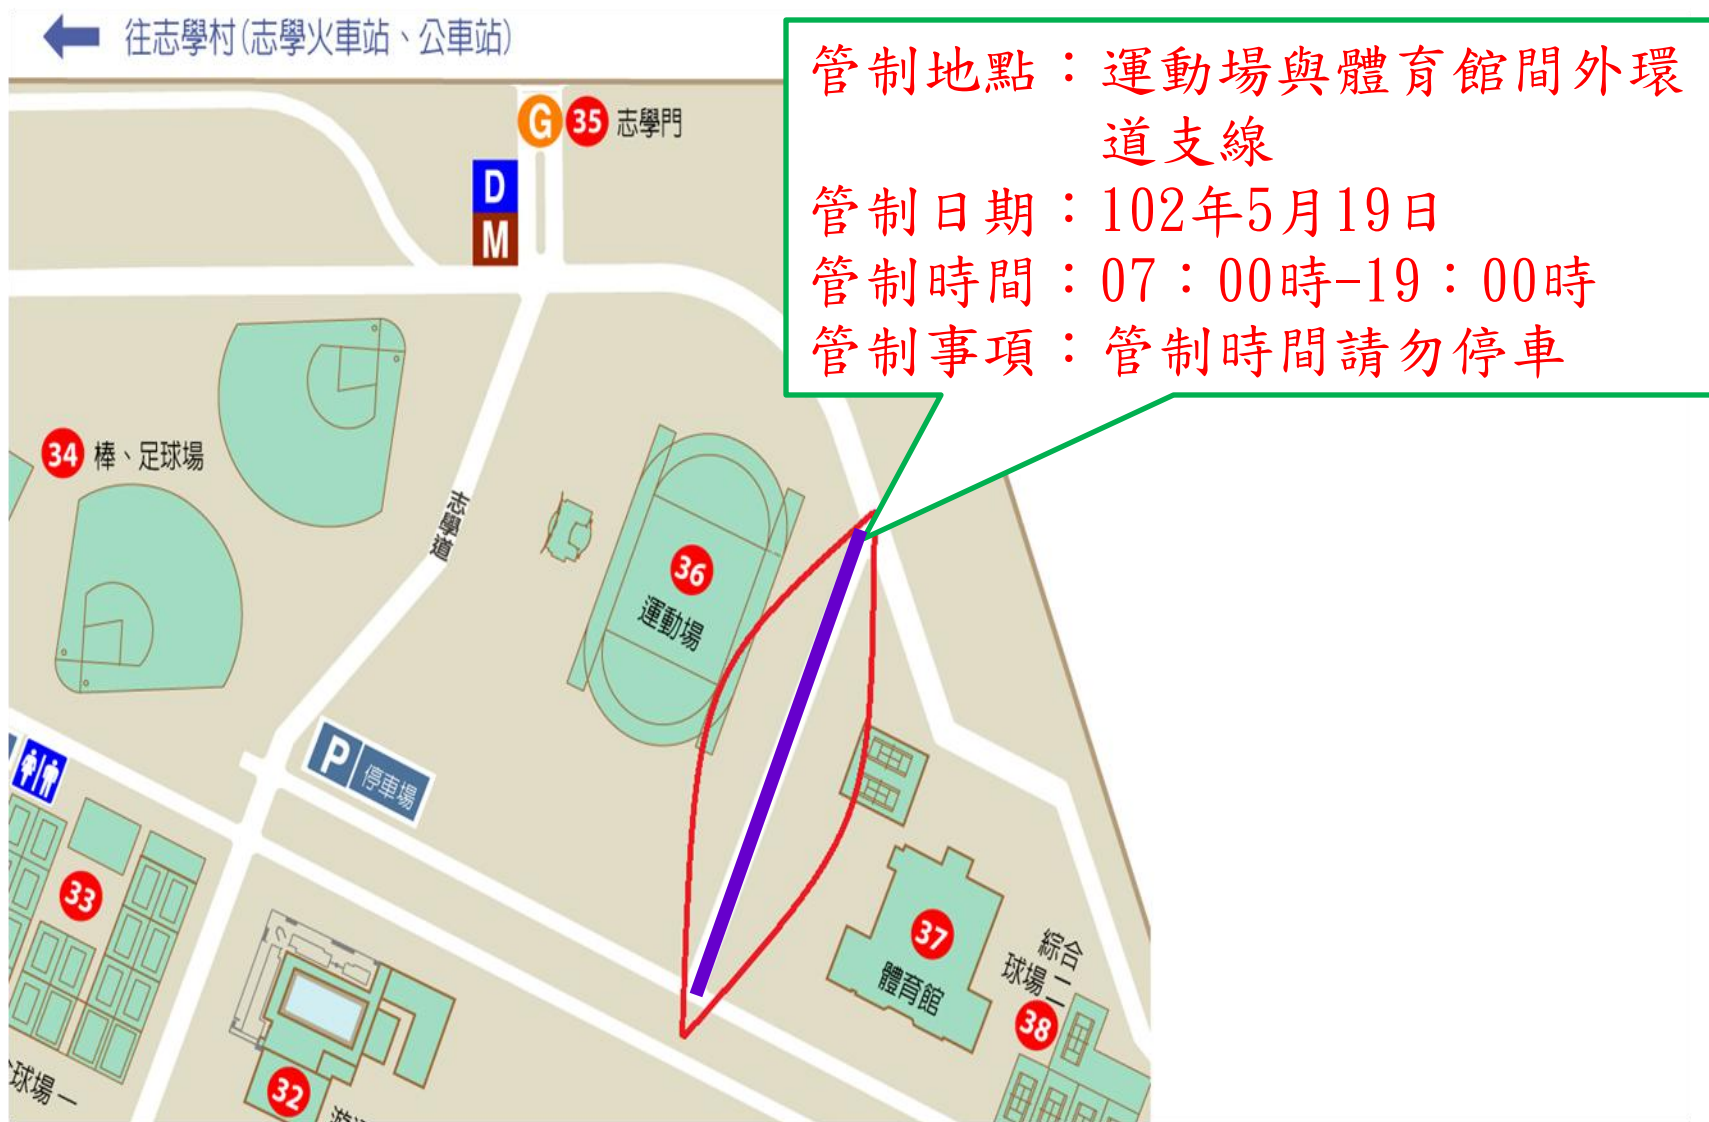 往志學村(志學火車站、公車站)
管制地點：運動場與體育館間外環
道支線
管制日期：102年5月19日
管制時間：07：00時-19：00時
管制事項：管制時間請勿停車
G 35 志學門
D
M
34 棒、足球場
志學道
36
運動場
P 停車場
33
37
體育館
綜合
球場二
38
球場一
32